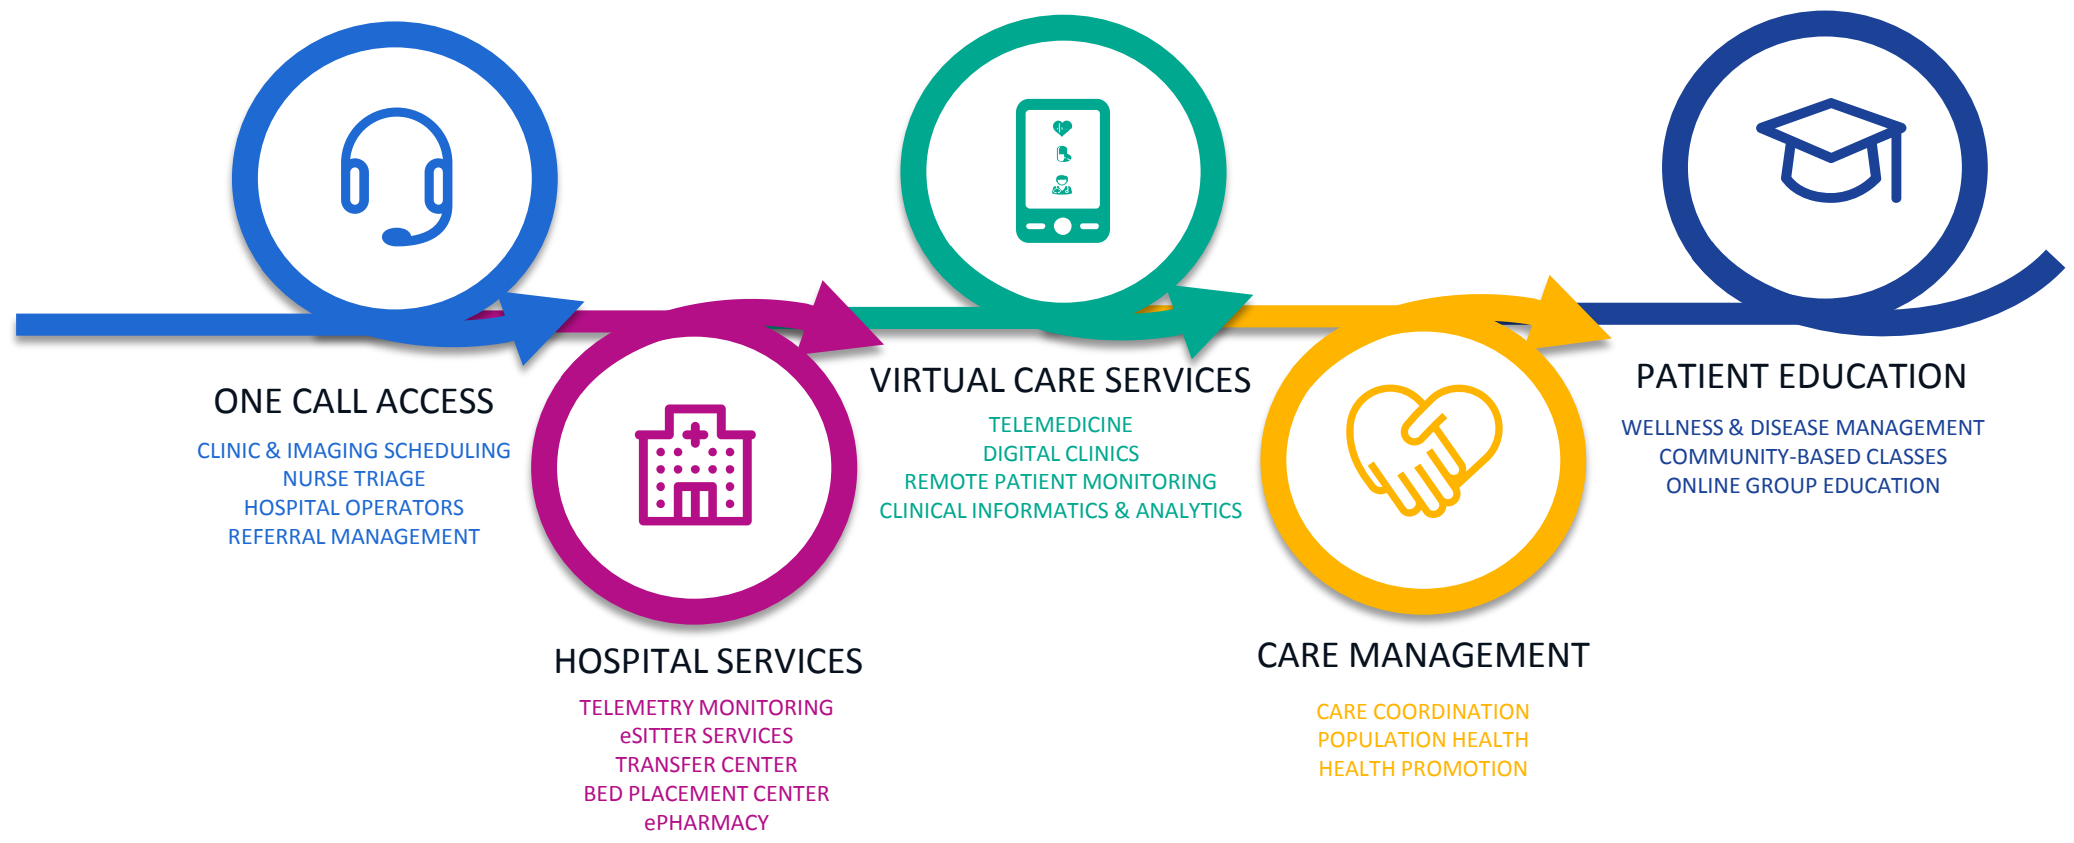 ONE CALL ACCESS
CLINIC & IMAGING SCHEDULING
NURSE TRIAGE
HOSPITAL OPERATORS
REFERRAL MANAGEMENT
HOSPITAL SERVICES
TELEMETRY MONITORING
eSITTER SERVICES
TRANSFER CENTER
BED PLACEMENT CENTER
ePHARMACY
VIRTUAL CARE SERVICES
TELEMEDICINE
DIGITAL CLINICS
REMOTE PATIENT MONITORING
CLINICAL INFORMATICS & ANALYTICS
CARE MANAGEMENT
CARE COORDINATION
POPULATION HEALTH
HEALTH PROMOTION
PATIENT EDUCATION
WELLNESS & DISEASE MANAGEMENT
COMMUNITY-BASED CLASSES
ONLINE GROUP EDUCATION